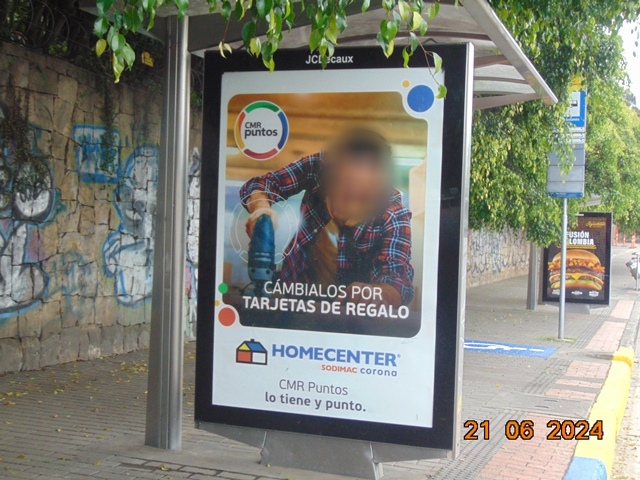 JCDecaux
CMR
puntos
CÁMBIALOS POR
TARJETAS DE REGALO
HOMECENTER
SODIMAC corona
CMR Puntos
lo tiene y punto.
FUSIÓN
COLOMBIA
21 06 2024